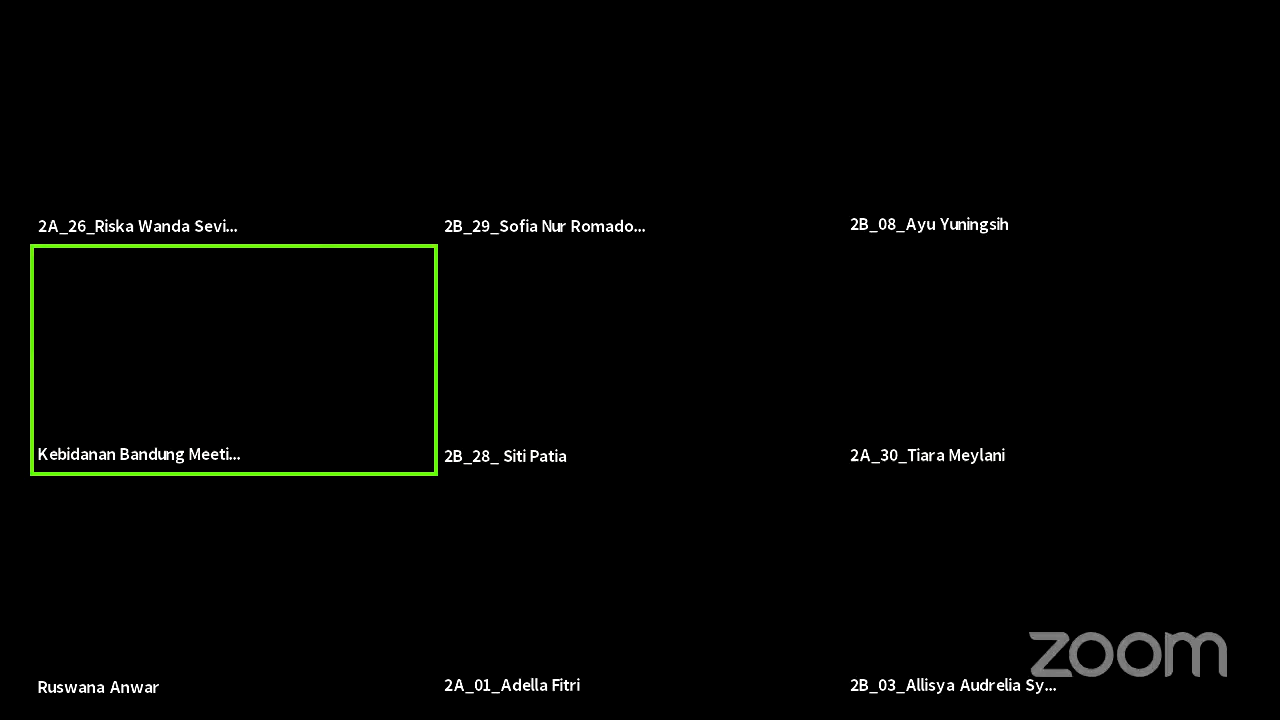 2A_26_Riska Wanda Sevi...
2B_29_Sofia Nur Romado...
2B_08_Ayu Yuningsih
Kebidanan Bandung Meeti...
2B_28_ Siti Patia
2A_30_Tiara Meylani
Ruswana Anwar
2A_01_Adella Fitri
2B_03_Allisya Audrelia Sy...
zoom